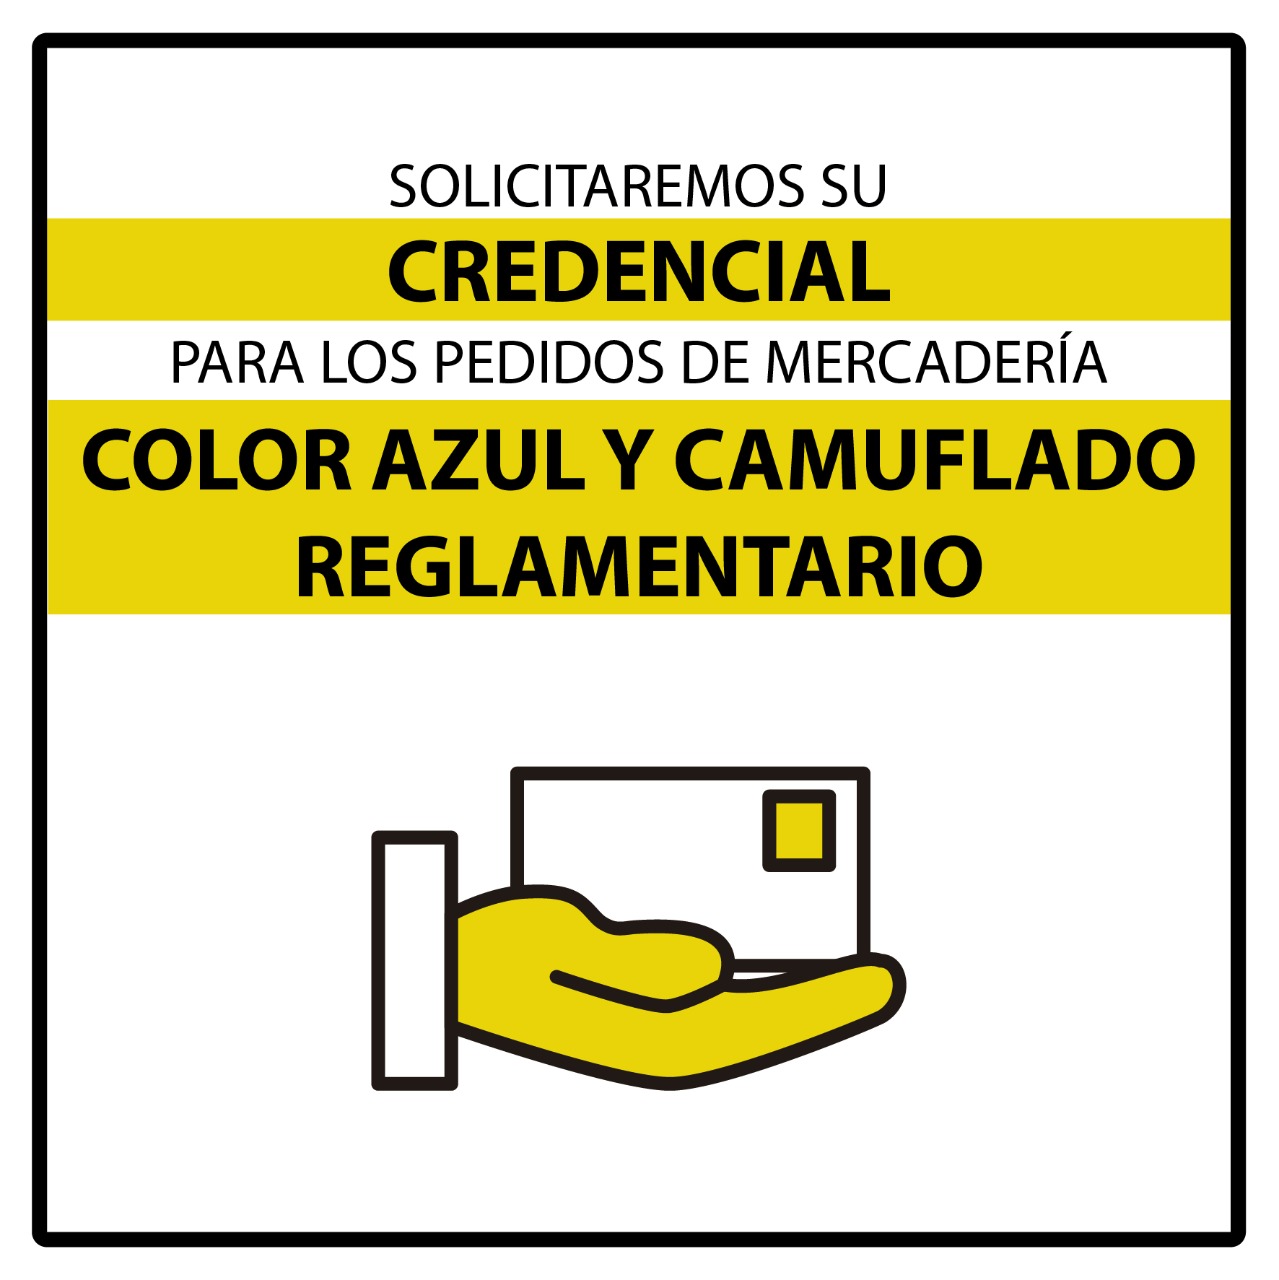 SOLICITAREMOS SU
CREDENCIAL
PARA LOS PEDIDOS DE MERCADERÍA
COLOR AZUL Y CAMUFLADO
REGLAMENTARIO